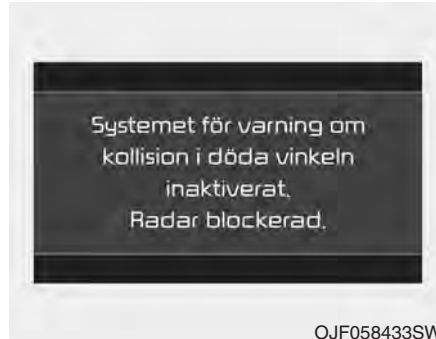 Systemet för varning om
kollision i döda vinkeln
inaktiverat.
Radar blockerad.
OJF058433SW